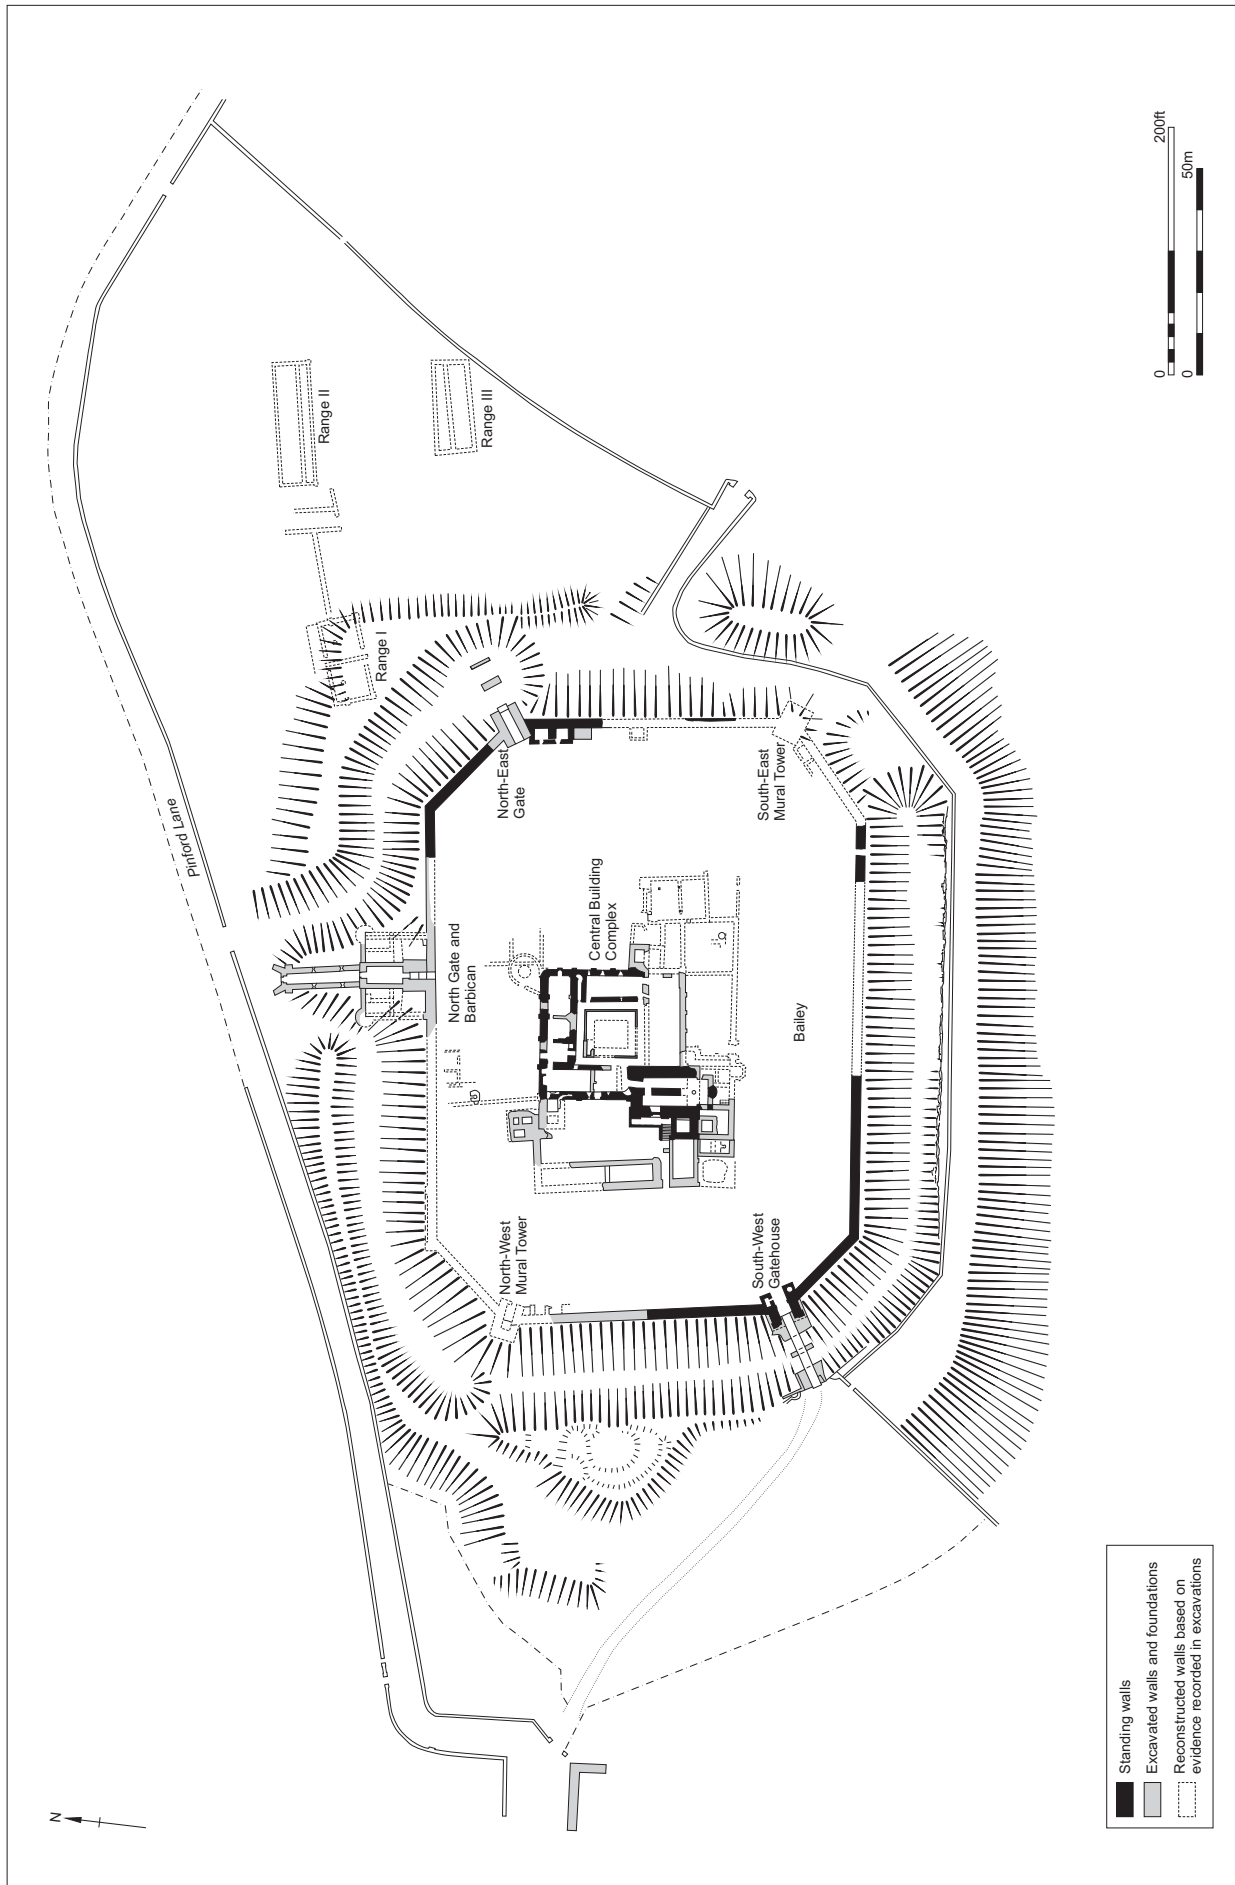 N
Pinford Lane
Range I
Range II
Range III
North Gate and
Barbican
North-East
Gate
North-West
Mural Tower
Central Building
Complex
South-West
Gatehouse
Bailey
South-East
Mural Tower
Standing walls
Excavated walls and foundations
Reconstructed walls based on
evidence recorded in excavations
0
200ft
0
50m